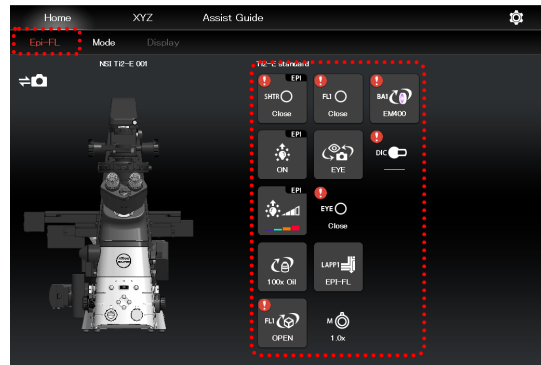 Home XYZ Assist Guide
Epi-FL Mode Display
NSI Ti2-E 001
Ti2-E standard
EPI
SHTR
Close
FL1
Close
BA1
EM400
EPI
ON
EYE
DIC
EPI
EYE
Close
100x Oil
LAPP1
EPI-FL
FL1
OPEN
M
1.0x